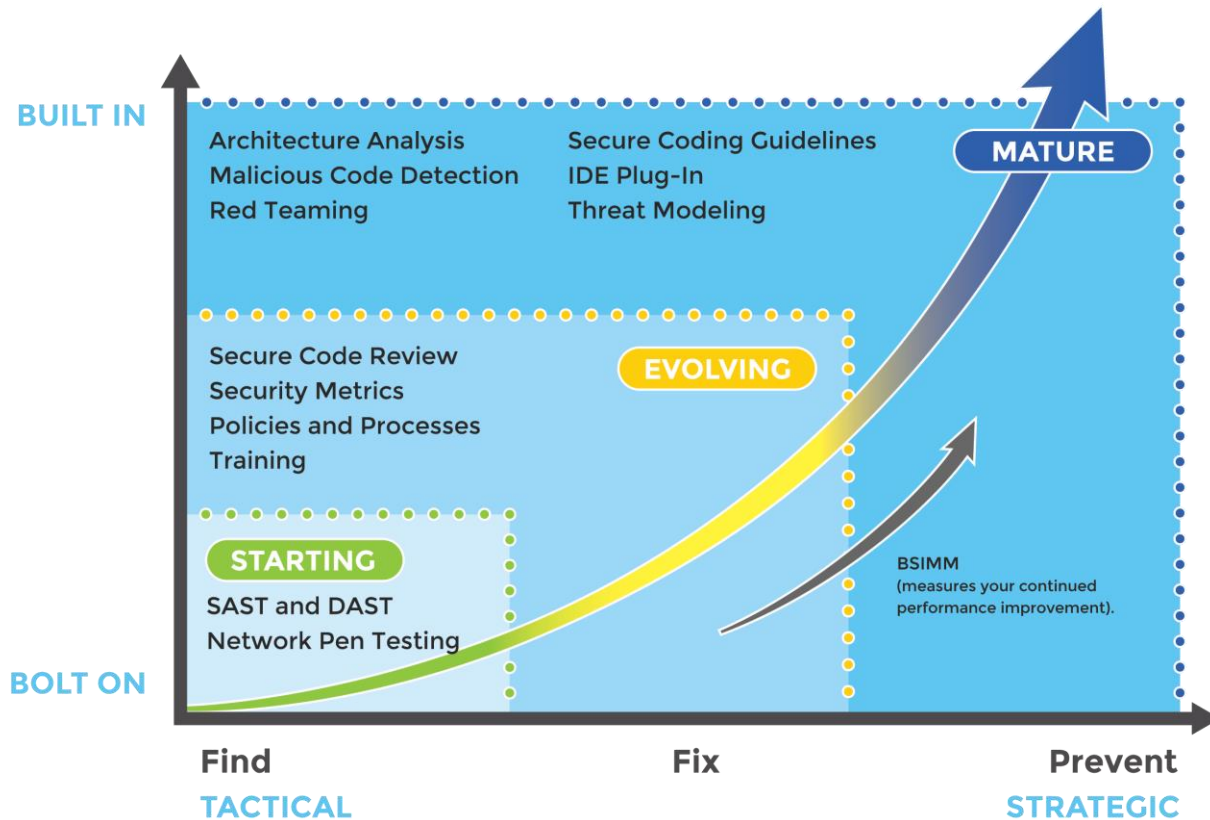 BUILT IN
Architecture Analysis
Malicious Code Detection
Red Teaming
Secure Coding Guidelines
IDE Plug-In
Threat Modeling
MATURE
Secure Code Review
Security Metrics
Policies and Processes
Training
EVOLVING
STARTING
SAST and DAST
Network Pen Testing
BSIMM
(measures your continued
performance improvement).
BOLT ON
Find
Fix
Prevent
TACTICAL
STRATEGIC